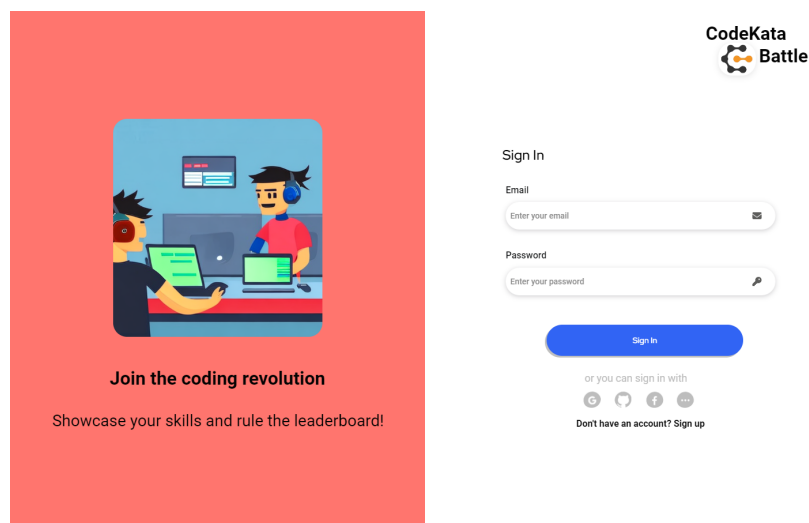 Join the coding revolution
Showcase your skills and rule the leaderboard!
CodeKata
Battle
Sign In
Email
Enter your email
Password
Enter your password
Sign In
or you can sign in with
Don't have an account? Sign up